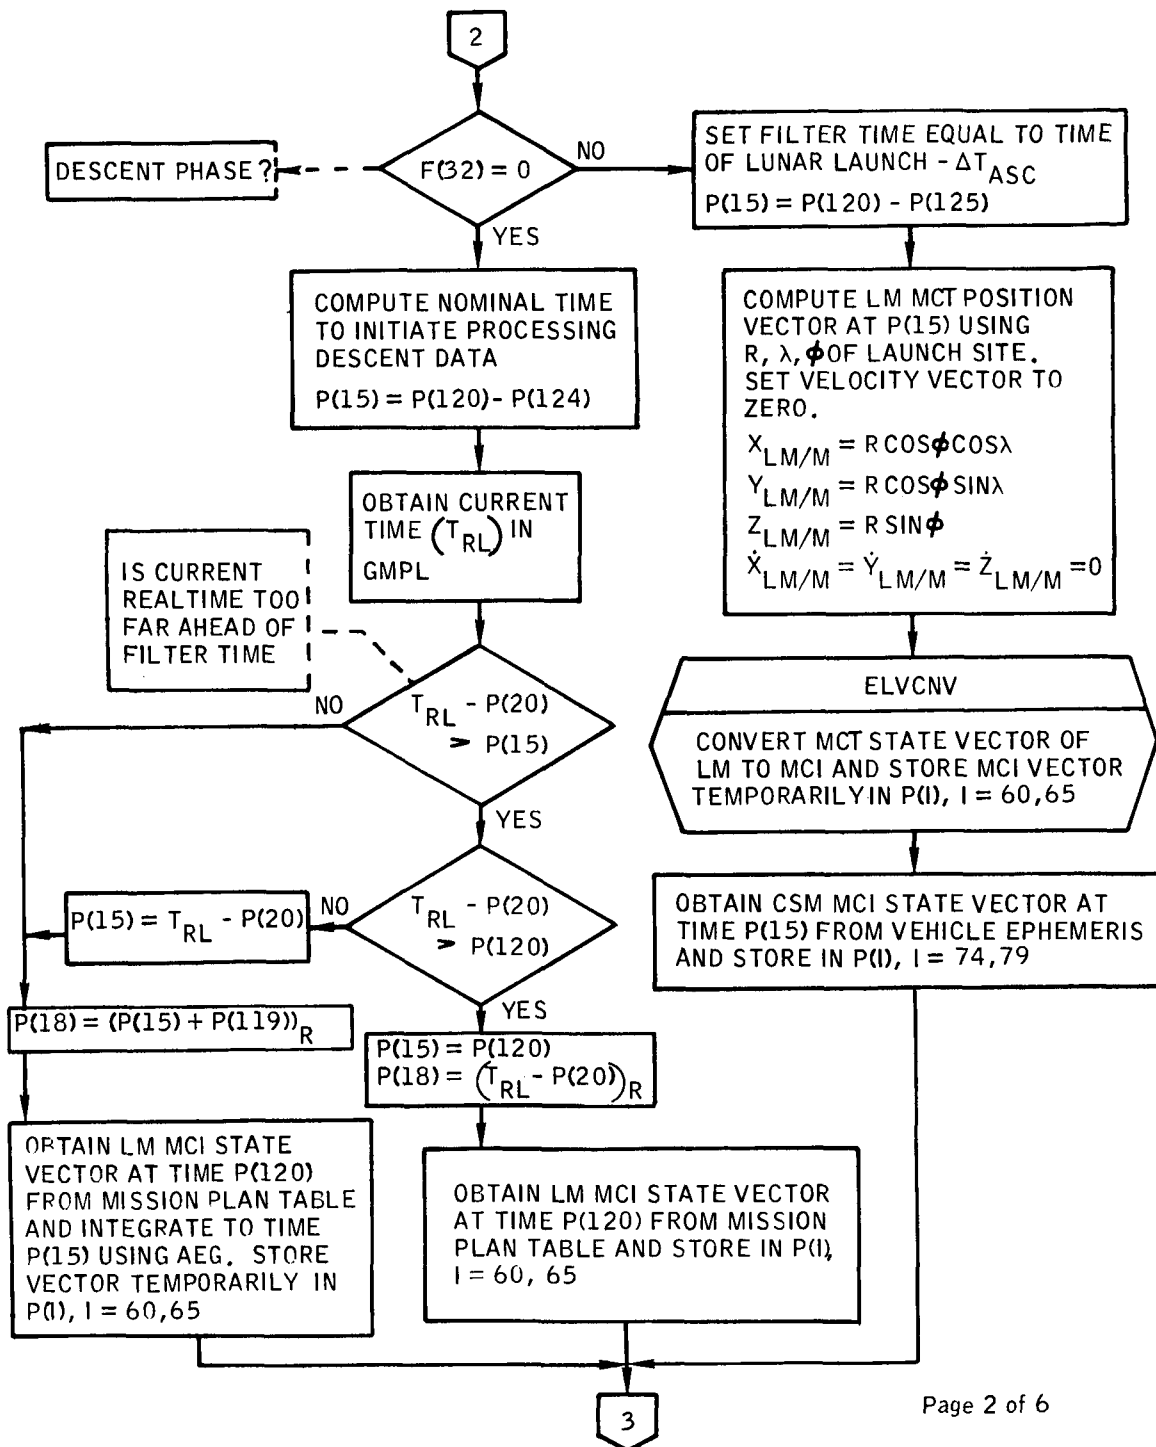 2
DESCENT PHASE?
F(32) = 0
NO
YES
SET FILTER TIME EQUAL TO TIME
OF LUNAR LAUNCH - ΔT_ASC
P(15) = P(120) - P(125)
COMPUTE NOMINAL TIME
TO INITIATE PROCESSING
DESCENT DATA
P(15) = P(120) - P(124)
COMPUTE LM MCT POSITION
VECTOR AT P(15) USING
R, λ, ϕ OF LAUNCH SITE.
SET VELOCITY VECTOR TO
ZERO.
X_LM/M = R COSϕ COSλ
Y_LM/M = R COSϕ SINλ
Z_LM/M = R SINϕ
Ẋ_LM/M = Ẏ_LM/M = Ż_LM/M = 0
OBTAIN CURRENT
TIME (T_RL) IN
GMPL
IS CURRENT
REALTIME TOO
FAR AHEAD OF
FILTER TIME
T_RL - P(20)
> P(15)
NO
YES
ELVCNV
CONVERT MCT STATE VECTOR OF
LM TO MCI AND STORE MCI VECTOR
TEMPORARILY IN P(I), I = 60,65
T_RL - P(20)
> P(120)
NO
YES
P(15) = T_RL - P(20)
OBTAIN CSM MCI STATE VECTOR AT
TIME P(15) FROM VEHICLE EPHEMERIS
AND STORE IN P(I), I = 74,79
P(18) = (P(15) + P(119))_R
P(15) = P(120)
P(18) = (T_RL - P(20))_R
OBTAIN LM MCI STATE
VECTOR AT TIME P(120)
FROM MISSION PLAN TABLE
AND INTEGRATE TO TIME
P(15) USING AEG. STORE
VECTOR TEMPORARILY IN
P(I), I = 60,65
OBTAIN LM MCI STATE VECTOR
AT TIME P(120) FROM MISSION
PLAN TABLE AND STORE IN P(I),
I = 60, 65
3
Page 2 of 6